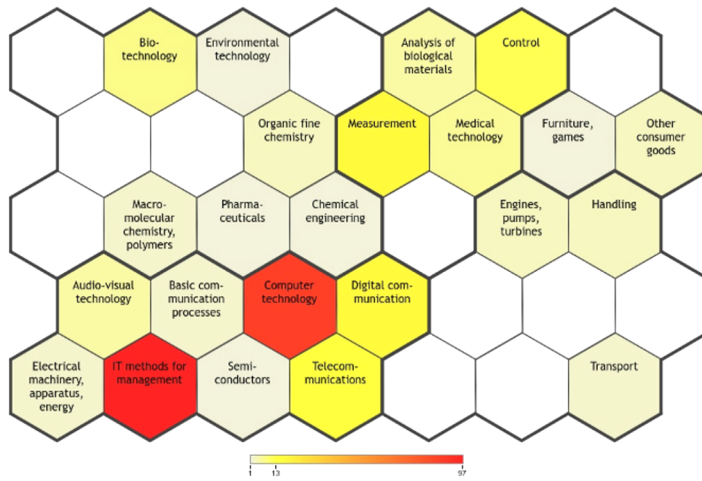 Bio-
technology
Environmental
technology
Analysis of
biological
materials
Control
Organic fine
chemistry
Measurement
Medical
technology
Furniture,
games
Other
consumer
goods
Macro-
molecular
chemistry,
polymers
Pharma-
ceuticals
Chemical
engineering
Engines,
pumps,
turbines
Handling
Audio-visual
technology
Basic com-
munication
processes
Computer
technology
Digital com-
munication
Electrical
machinery,
apparatus,
energy
IT methods for
management
Semi-
conductors
Telecom-
munications
Transport
1 13 97